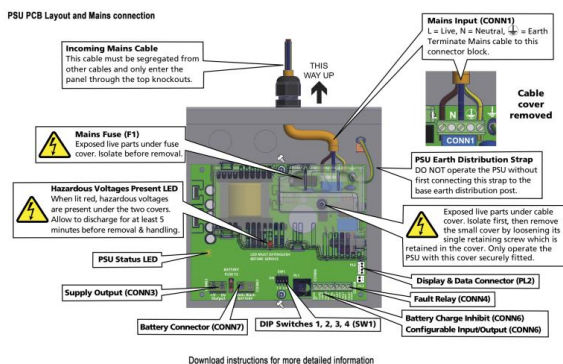 PSU PCB Layout and Mains connection
Mains Input (CONN1)
L = Live, N = Neutral, = Earth
Terminate Mains cable to this
connector block.
Incoming Mains Cable
This cable must be segregated from
other cables and only enter the
panel through the top knockouts.
THIS
WAY UP
Cable
cover
removed
L N
CONN1
Mains Fuse (F1)
Exposed live parts under fuse
cover. Isolate before removal.
PSU Earth Distribution Strap
DO NOT operate the PSU without
first connecting this strap to the
base earth distribution post.
Hazardous Voltages Present LED
When lit red, hazardous voltages
are present under the two covers.
Allow to discharge for at least 5
minutes before removal & handling.
Exposed live parts under cable
cover. Isolate first, then remove
the small cover by loosening its
single retaining screw which is
retained in the cover. Only operate the
PSU with this cover securely fitted.
PSU Status LED
LED MUST EXTINGUISH
BEFORE SERVICE
BATTERY
Display & Data Connector (PL2)
Supply Output (CONN3)
Fault Relay (CONN4)
Battery Connector (CONN7)
DIP Switches 1, 2, 3, 4 (SW1)
Battery Charge Inhibit (CONN6)
Configurable Input/Output (CONN6)
Download instructions for more detailed information